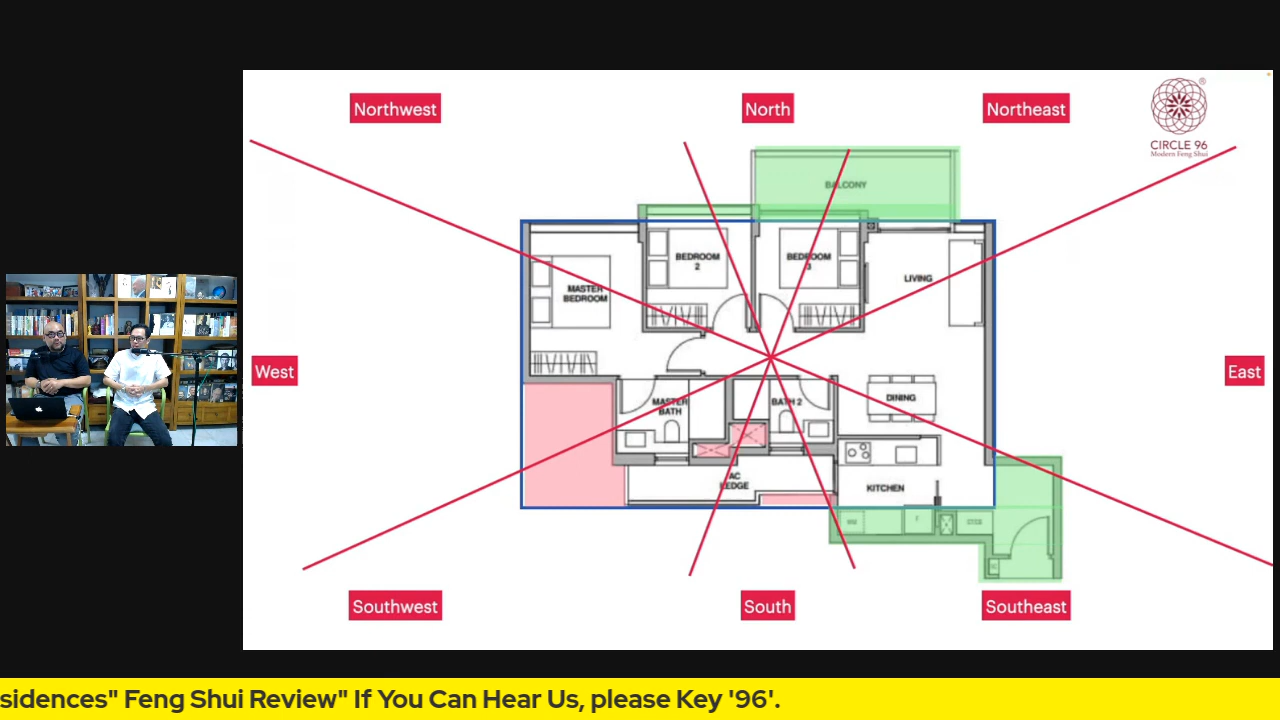 Northwest
North
Northeast
®
CIRCLE 96
Modern Feng Shui
BALCONY
BEDROOM
2
BEDROOM
3
LIVING
MASTER
BEDROOM
West
East
DINING
MASTER
BATH
BATH 2
AC
LEDGE
KITCHEN
F
Southwest
South
Southeast
sidences" Feng Shui Review" If You Can Hear Us, please Key '96'.